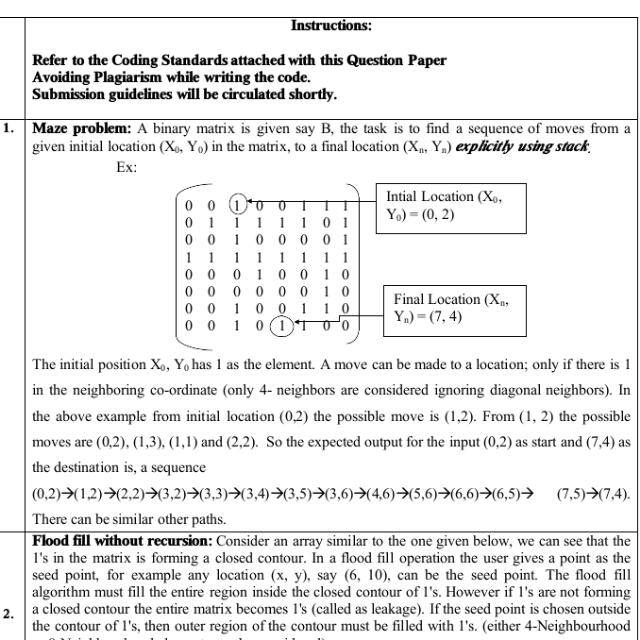 Instructions:
Refer to the Coding Standards attached with this Question Paper
Avoiding Plagiarism while writing the code.
Submission guidelines will be circulated shortly.
1. Maze problem: A binary matrix is given say B, the task is to find a sequence of moves from a
given initial location (X₀, Y₀) in the matrix, to a final location (Xₙ, Yₙ) explicitly using stack.
Ex:
Intial Location (X₀,
Y₀) = (0, 2)
0 0 1 0 0 1 1 1
0 1 1 1 1 1 0 1
0 0 1 0 0 0 0 1
1 1 1 1 1 1 1 1
0 0 0 1 0 0 1 0
0 0 0 0 0 0 1 0
0 0 1 0 0 1 1 0
0 0 1 0 1 1 0 0
Final Location (Xₙ,
Yₙ) = (7, 4)
The initial position X₀, Y₀ has 1 as the element. A move can be made to a location; only if there is 1
in the neighboring co-ordinate (only 4- neighbors are considered ignoring diagonal neighbors). In
the above example from initial location (0,2) the possible move is (1,2). From (1, 2) the possible
moves are (0,2), (1,3), (1,1) and (2,2). So the expected output for the input (0,2) as start and (7,4) as
the destination is, a sequence
(0,2)→(1,2)→(2,2)→(3,2)→(3,3)→(3,4)→(3,5)→(3,6)→(4,6)→(5,6)→(6,6)→(6,5)→ (7,5)→(7,4).
There can be similar other paths.
Flood fill without recursion: Consider an array similar to the one given below, we can see that the
1's in the matrix is forming a closed contour. In a flood fill operation the user gives a point as the
seed point, for example any location (x, y), say (6, 10), can be the seed point. The flood fill
algorithm must fill the entire region inside the closed contour of 1's. However if 1's are not forming
2. a closed contour the entire matrix becomes 1's (called as leakage). If the seed point is chosen outside
the contour of 1's, then outer region of the contour must be filled with 1's. (either 4-Neighbourhood